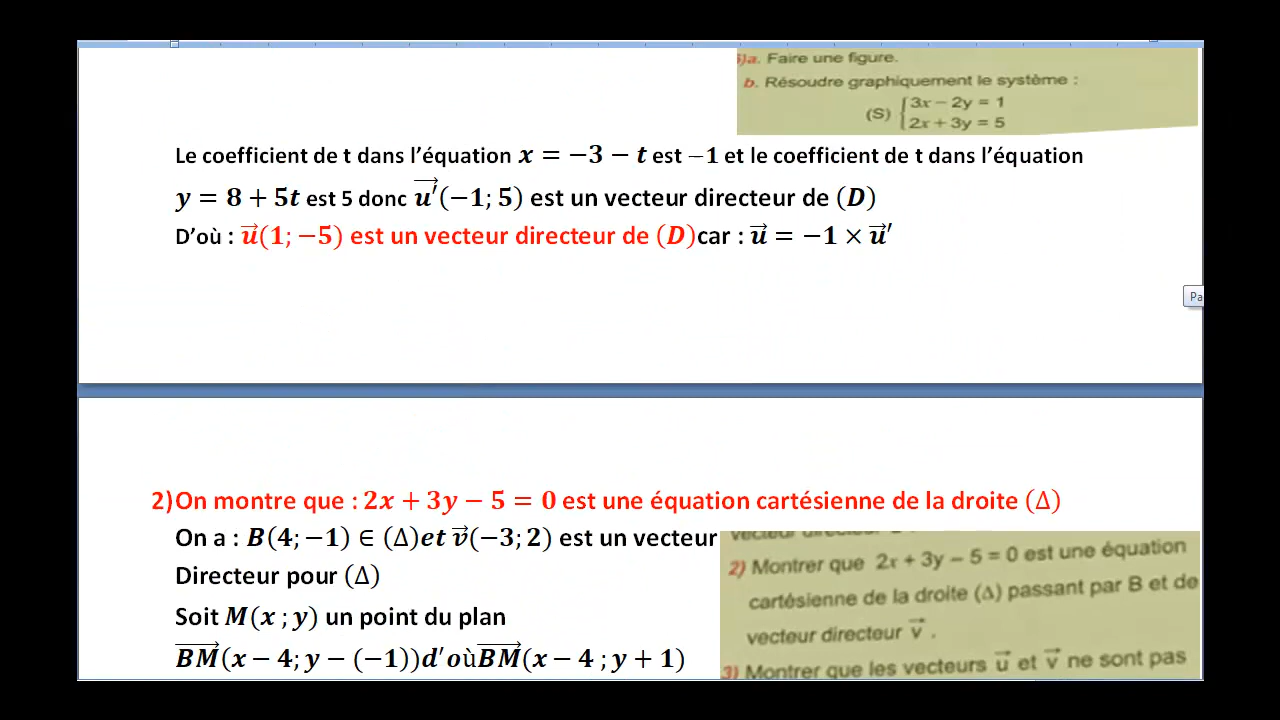 )a. Faire une figure.
b. Résoudre graphiquement le système :
(S) { 3x − 2y = 1
2x + 3y = 5
Le coefficient de t dans l'équation x = −3 − t est −1 et le coefficient de t dans l'équation
y = 8 + 5t est 5 donc u⃗'(−1; 5) est un vecteur directeur de (D)
D'où : u⃗(1; −5) est un vecteur directeur de (D)car : u⃗ = −1 × u⃗'
Pa
2)On montre que : 2x + 3y − 5 = 0 est une équation cartésienne de la droite (Δ)
On a : B(4; −1) ∈ (Δ)et v⃗(−3; 2) est un vecteur
Directeur pour (Δ)
Soit M(x ; y) un point du plan
B͞M⃗(x − 4; y − (−1))d'oùB͞M⃗(x − 4 ; y + 1)
vecteur
2) Montrer que 2x + 3y − 5 = 0 est une équation
cartésienne de la droite (Δ) passant par B et de
vecteur directeur v⃗ .
3) Montrer que les vecteurs u⃗ et v⃗ ne sont pas